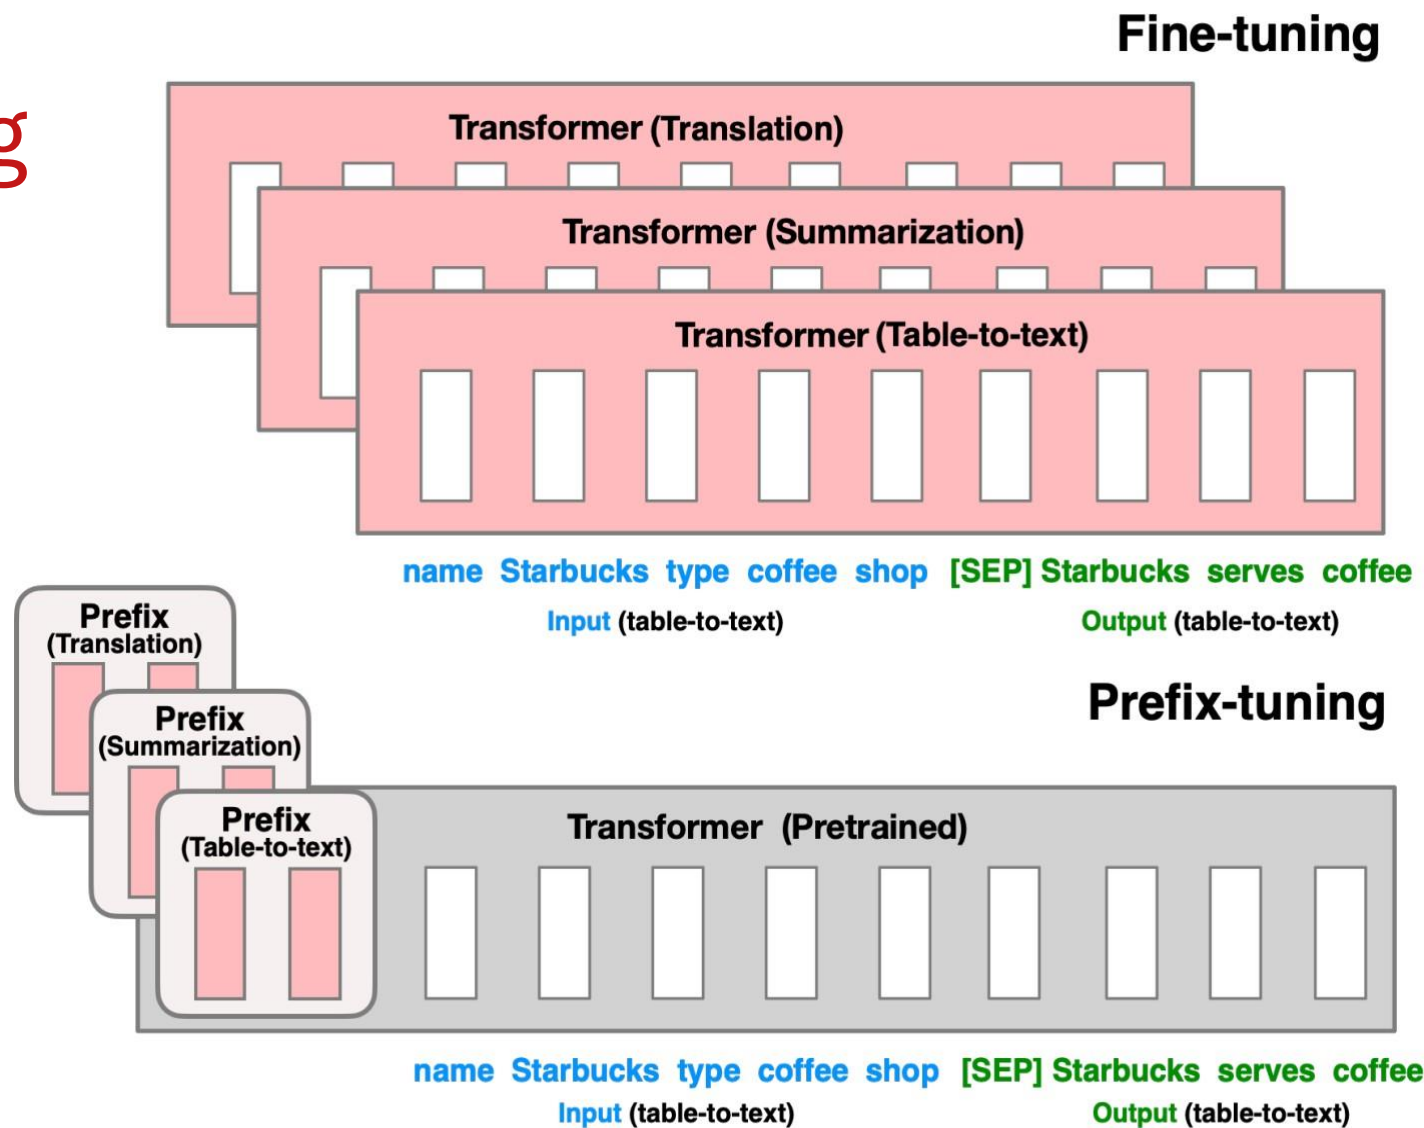 Fine-tuning
g
Transformer (Translation)
Transformer (Summarization)
Transformer (Table-to-text)
name Starbucks type coffee shop [SEP] Starbucks serves coffee
Input (table-to-text) Output (table-to-text)
Prefix
(Translation)
Prefix-tuning
Prefix
(Summarization)
Prefix
(Table-to-text)
Transformer (Pretrained)
name Starbucks type coffee shop [SEP] Starbucks serves coffee
Input (table-to-text) Output (table-to-text)